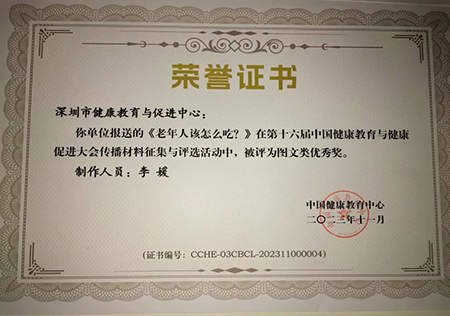 荣誉证书
深圳市健康教育与促进中心：
你单位报送的《老年人该怎么吃？》在第十六届中国健康教育与健康
促进大会传播材料征集与评选活动中，被评为图文类优秀奖。
制作人员：李媛
中国健康教育中心
二〇二三年十一月
(证书编号：CCHE-03CBCL-202311000004)